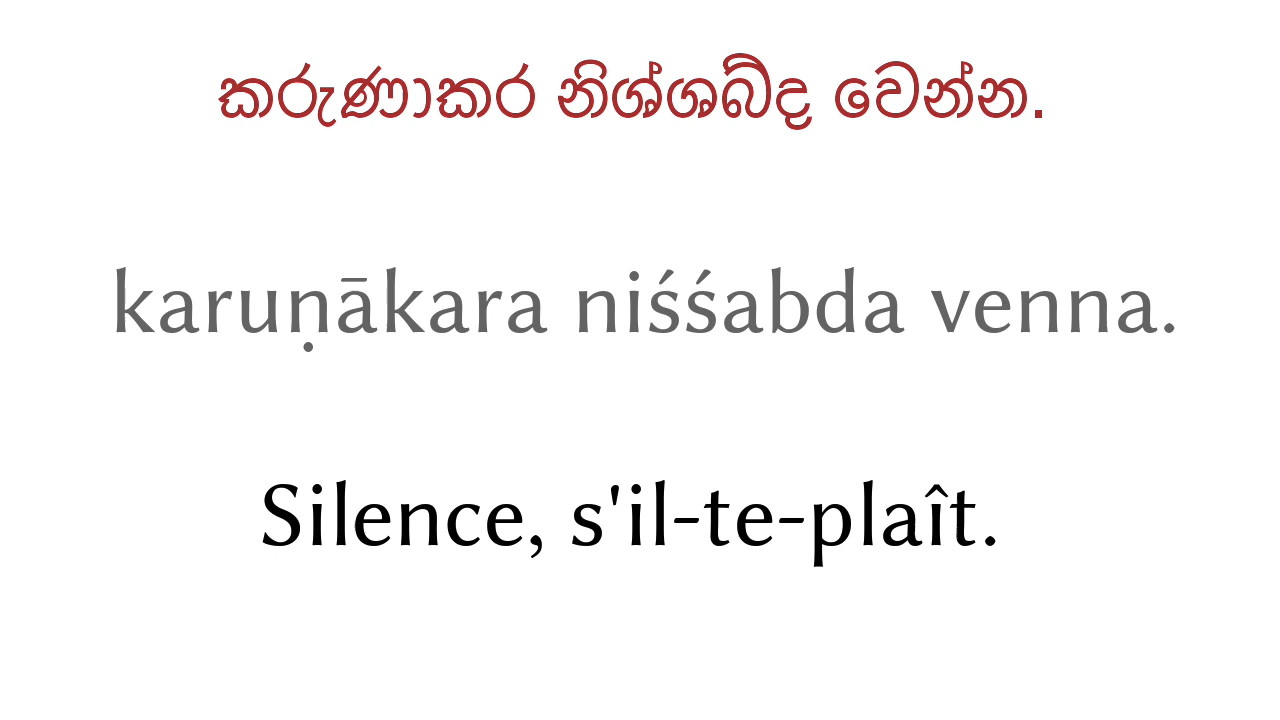 කරුණාකර නිශ්ශබ්ද වෙන්න.
karuṇākara niśśabda venna.
Silence, s'il-te-plaît.